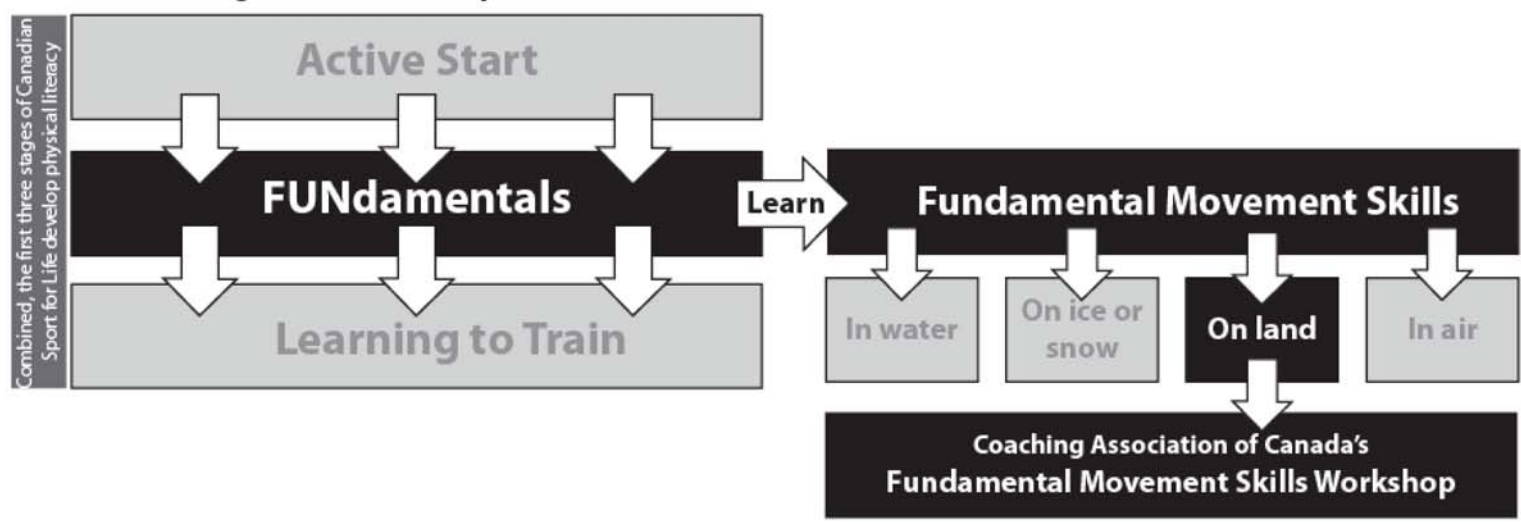 Combined, the first three stages of Canadian
Sport for Life develop physical literacy
Active Start
FUNdamentals
Learning to Train
Learn
Fundamental Movement Skills
In water
On ice or
snow
On land
In air
Coaching Association of Canada's
Fundamental Movement Skills Workshop